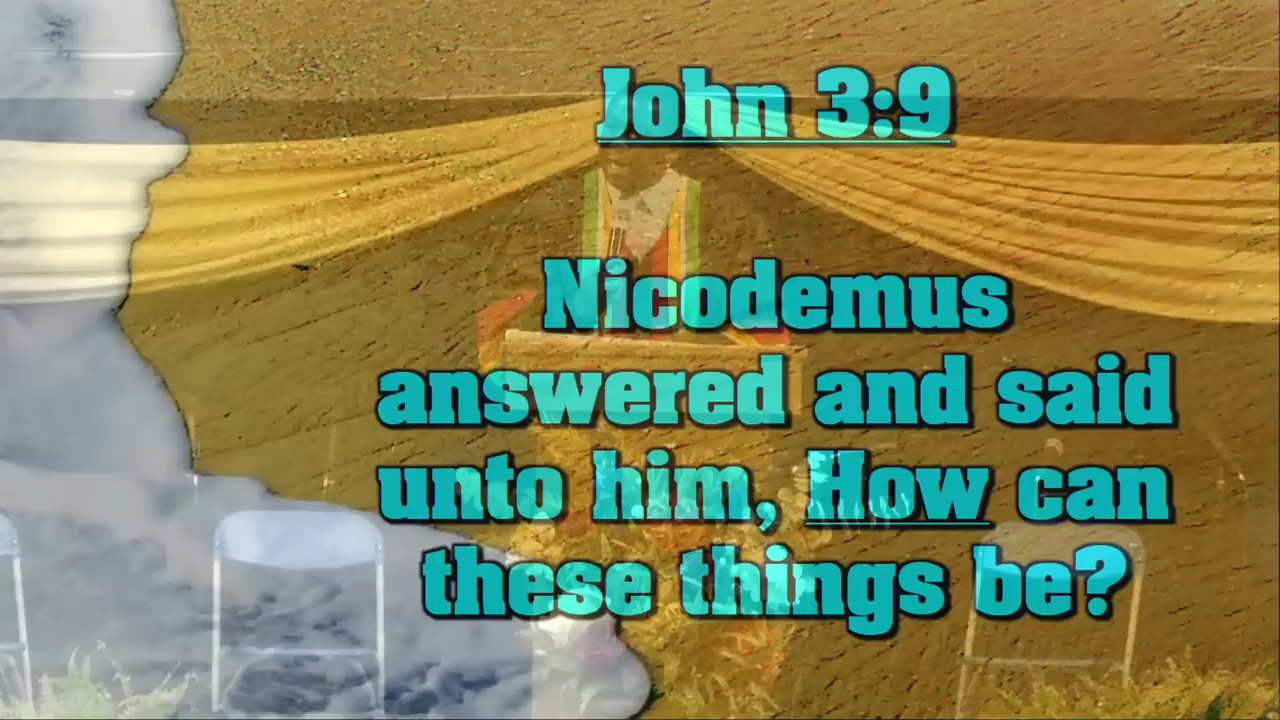 John 3:9
Nicodemus
answered and said
unto him, How can
these things be?